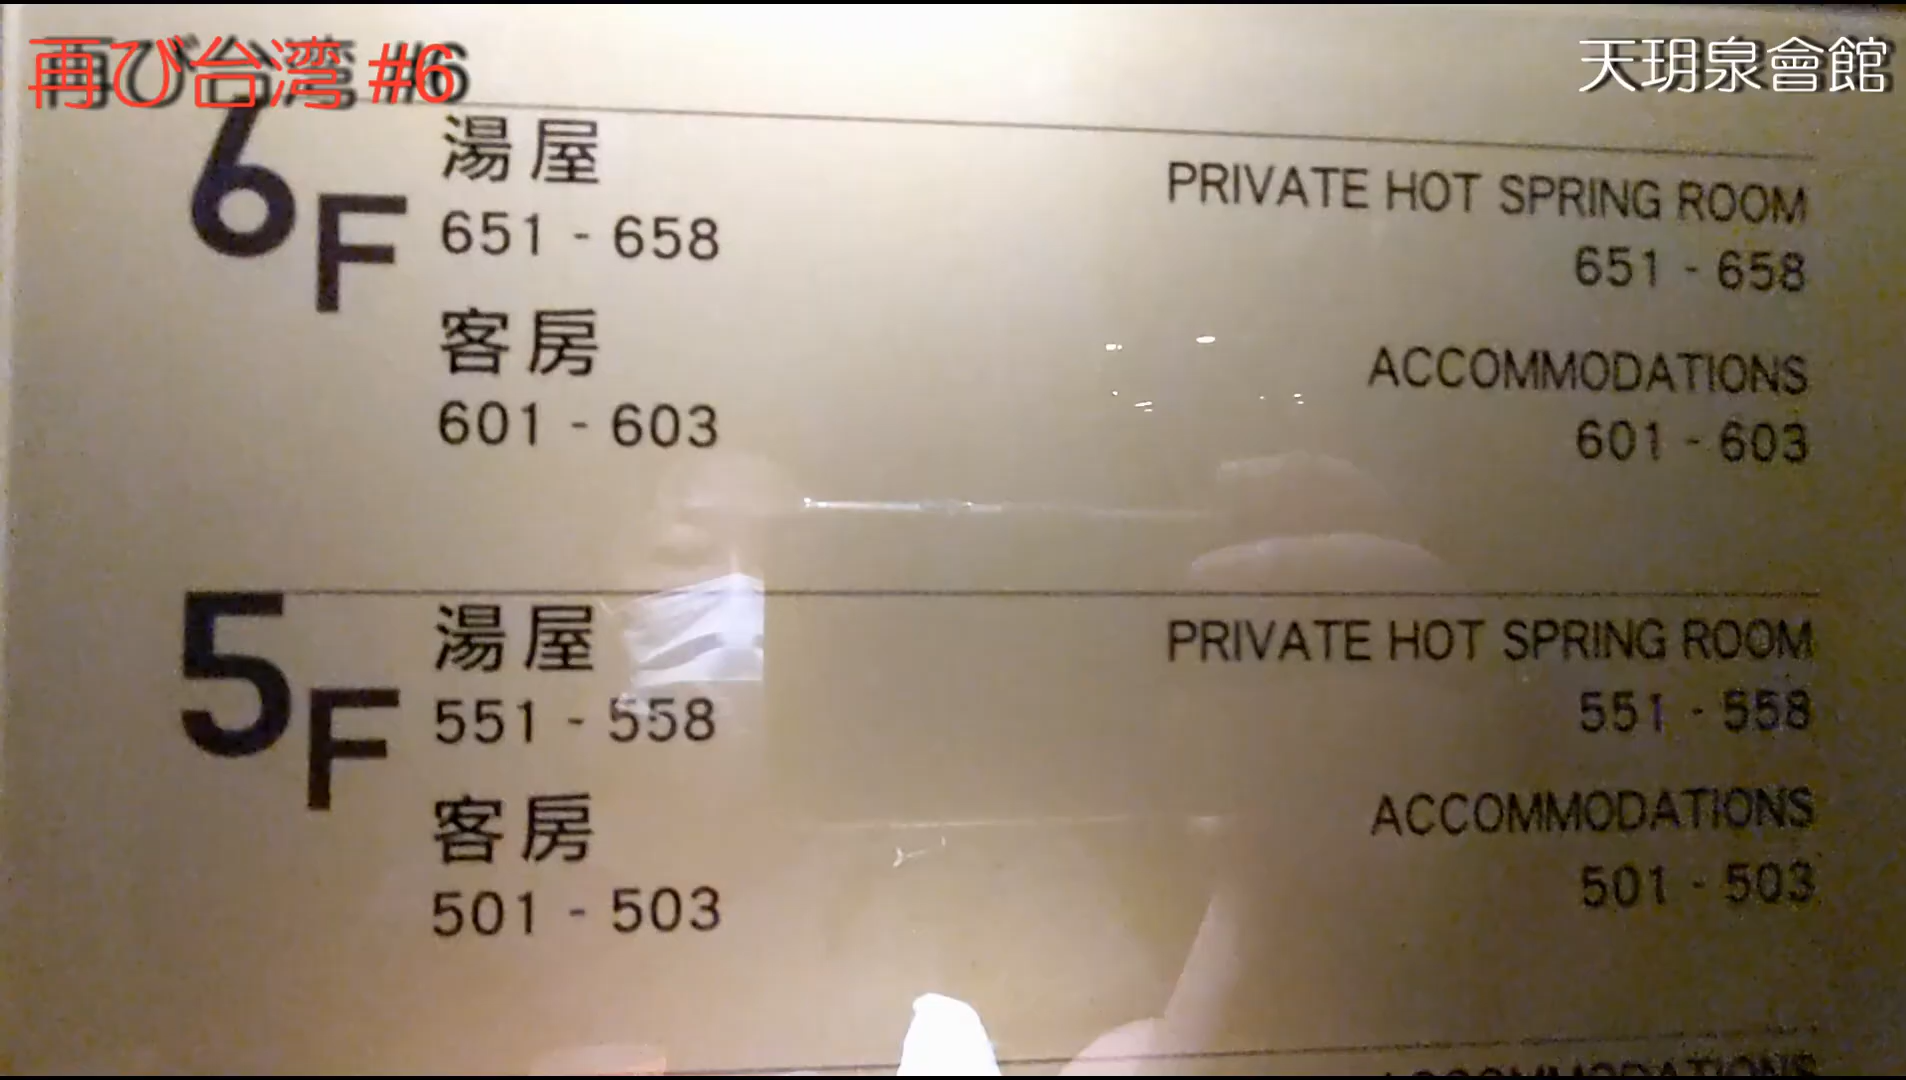 再び台湾 #6
天玥泉會館
6F
湯屋
651 - 658
客房
601 - 603
PRIVATE HOT SPRING ROOM
651 - 658
ACCOMMODATIONS
601 - 603
5F
湯屋
551 - 558
客房
501 - 503
PRIVATE HOT SPRING ROOM
551 - 558
ACCOMMODATIONS
501 - 503
ACCOMMODATIONS